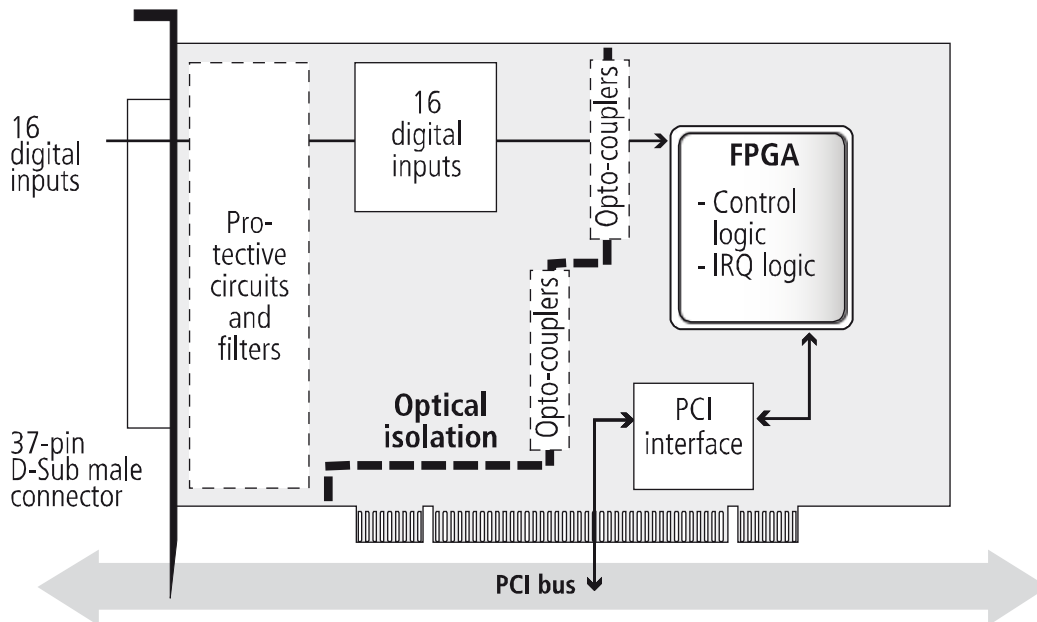 16
digital
inputs
37-pin
D-Sub male
connector
Pro-
tective
circuits
and
filters
16
digital
inputs
Opto-couplers
Opto-couplers
Optical
isolation
FPGA
- Control
logic
- IRQ logic
PCI
interface
PCI bus